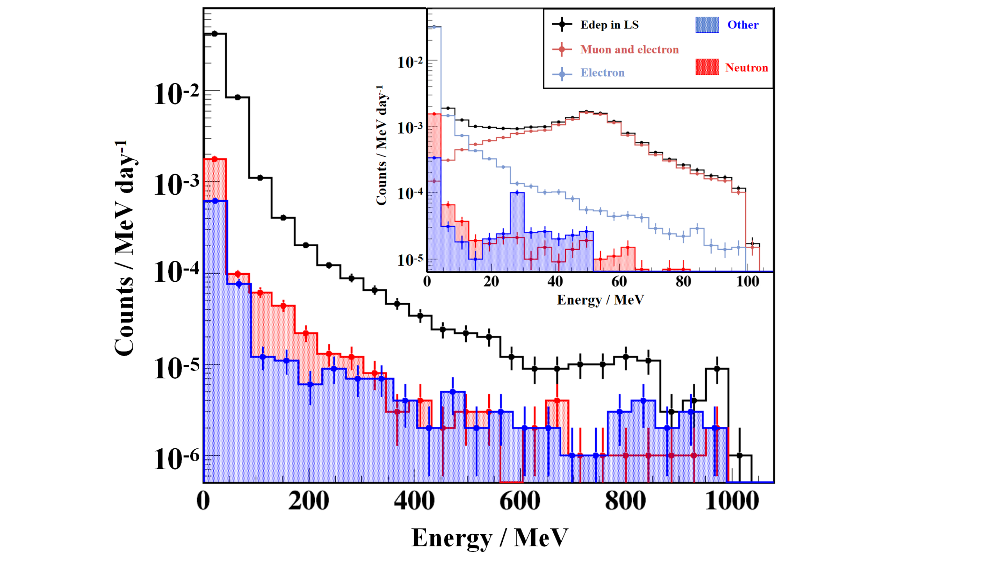 Edep in LS
Other
Muon and electron
Neutron
Electron
10-2
10-3
10-4
10-5
Counts / MeV day-1
0 20 40 60 80 100
Energy / MeV
10-2
10-3
10-4
10-5
10-6
Counts / MeV day-1
0 200 400 600 800 1000
Energy / MeV